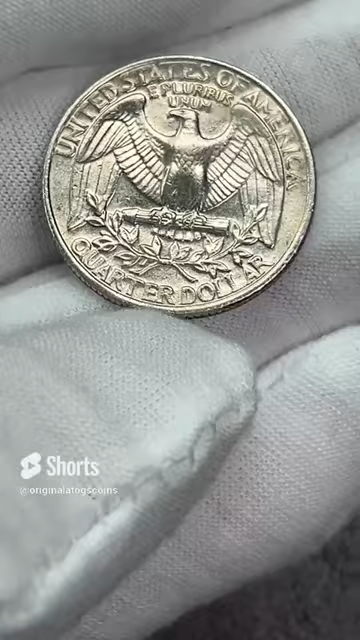 UNITED STATES OF AMERICA
E PLURIBUS
UNUM
QUARTER DOLLAR
Shorts
@originalatogscoins